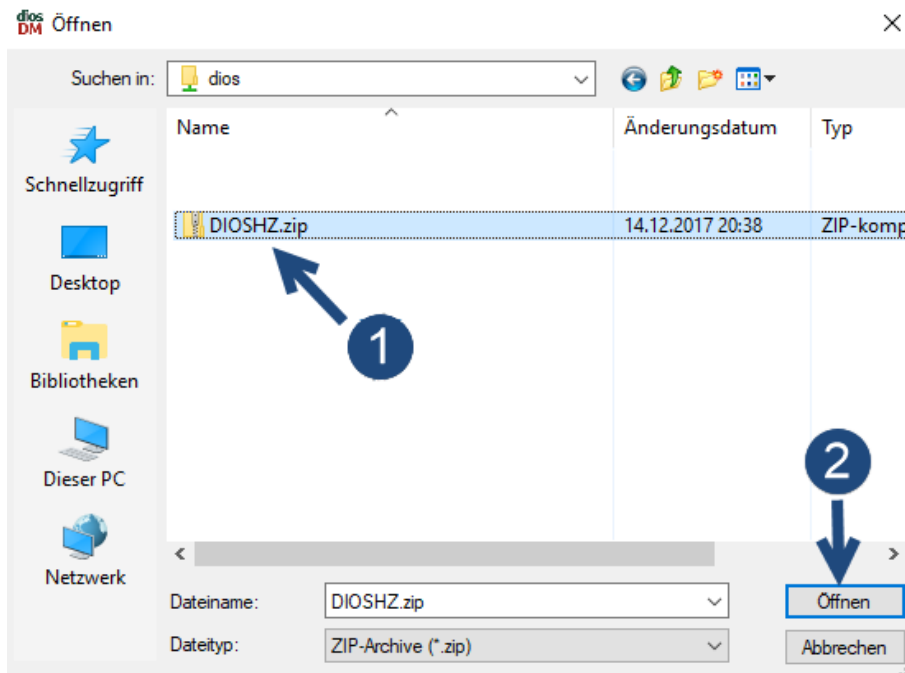 dios
DM Öffnen
Suchen in: dios
Name Änderungsdatum Typ
Schnellzugriff
DIOSHZ.zip 14.12.2017 20:38 ZIP-komp
Desktop
1
Bibliotheken
Dieser PC
2
Netzwerk
Dateiname: DIOSHZ.zip Öffnen
Dateityp: ZIP-Archive (*.zip) Abbrechen